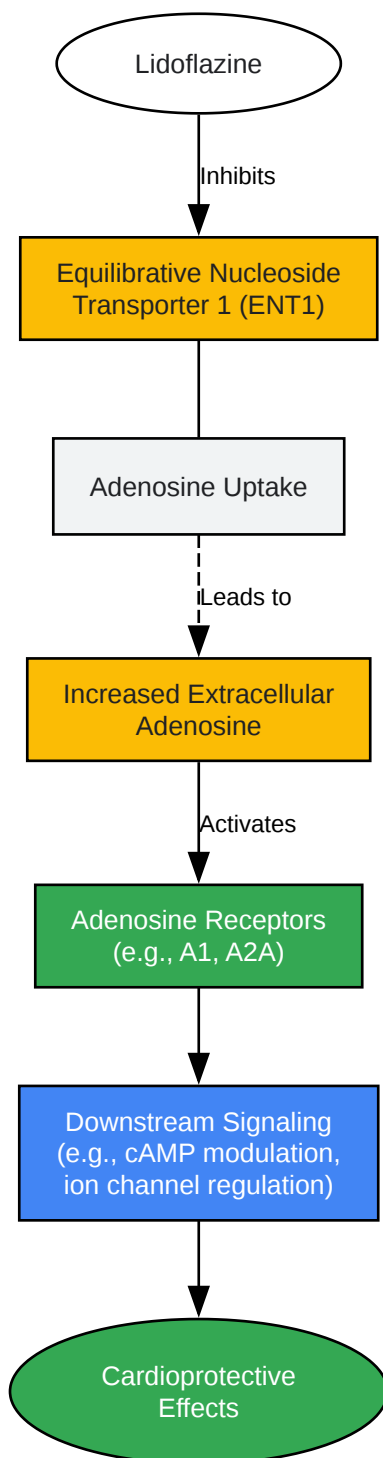 Lidoflazine
Inhibits
Equilibrative Nucleoside
Transporter 1 (ENT1)
Adenosine Uptake
Leads to
Increased Extracellular
Adenosine
Activates
Adenosine Receptors
(e.g., A1, A2A)
Downstream Signaling
(e.g., cAMP modulation,
ion channel regulation)
Cardioprotective
Effects